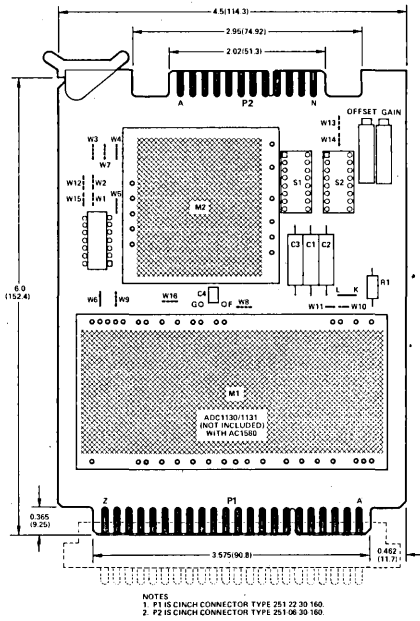 4.5(114.3)
2.95(74.92)
2.02(51.3)
A P2 N
OFFSET GAIN
W13
W14
W3 W4
W7
W12 W2
W15 W1
W5
S1 S2
M2
6.0
(152.4)
C3 C1 C2
R1
C4
L K
W6 W9 W16 GO OF W8
W11 W10
M1
ADC1130/1131
(NOT INCLUDED)
WITH AC1580
Z P1 A
0.365
(9.25)
3.575(90.8)
0.462
(11.7)
NOTES
1. P1 IS CINCH CONNECTOR TYPE 251 22 30 160.
2. P2 IS CINCH CONNECTOR TYPE 251-06 30 160.